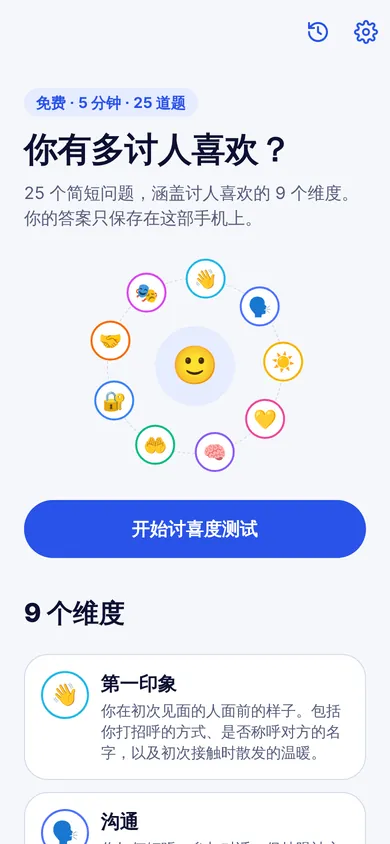 免费 · 5 分钟 · 25 道题
你有多讨人喜欢？
25 个简短问题，涵盖讨人喜欢的 9 个维度。
你的答案只保存在这部手机上。
开始讨喜度测试
9 个维度
第一印象
你在初次见面的人面前的样子。包括
你打招呼的方式、是否称呼对方的名
字，以及初次接触时散发的温暖。
沟通